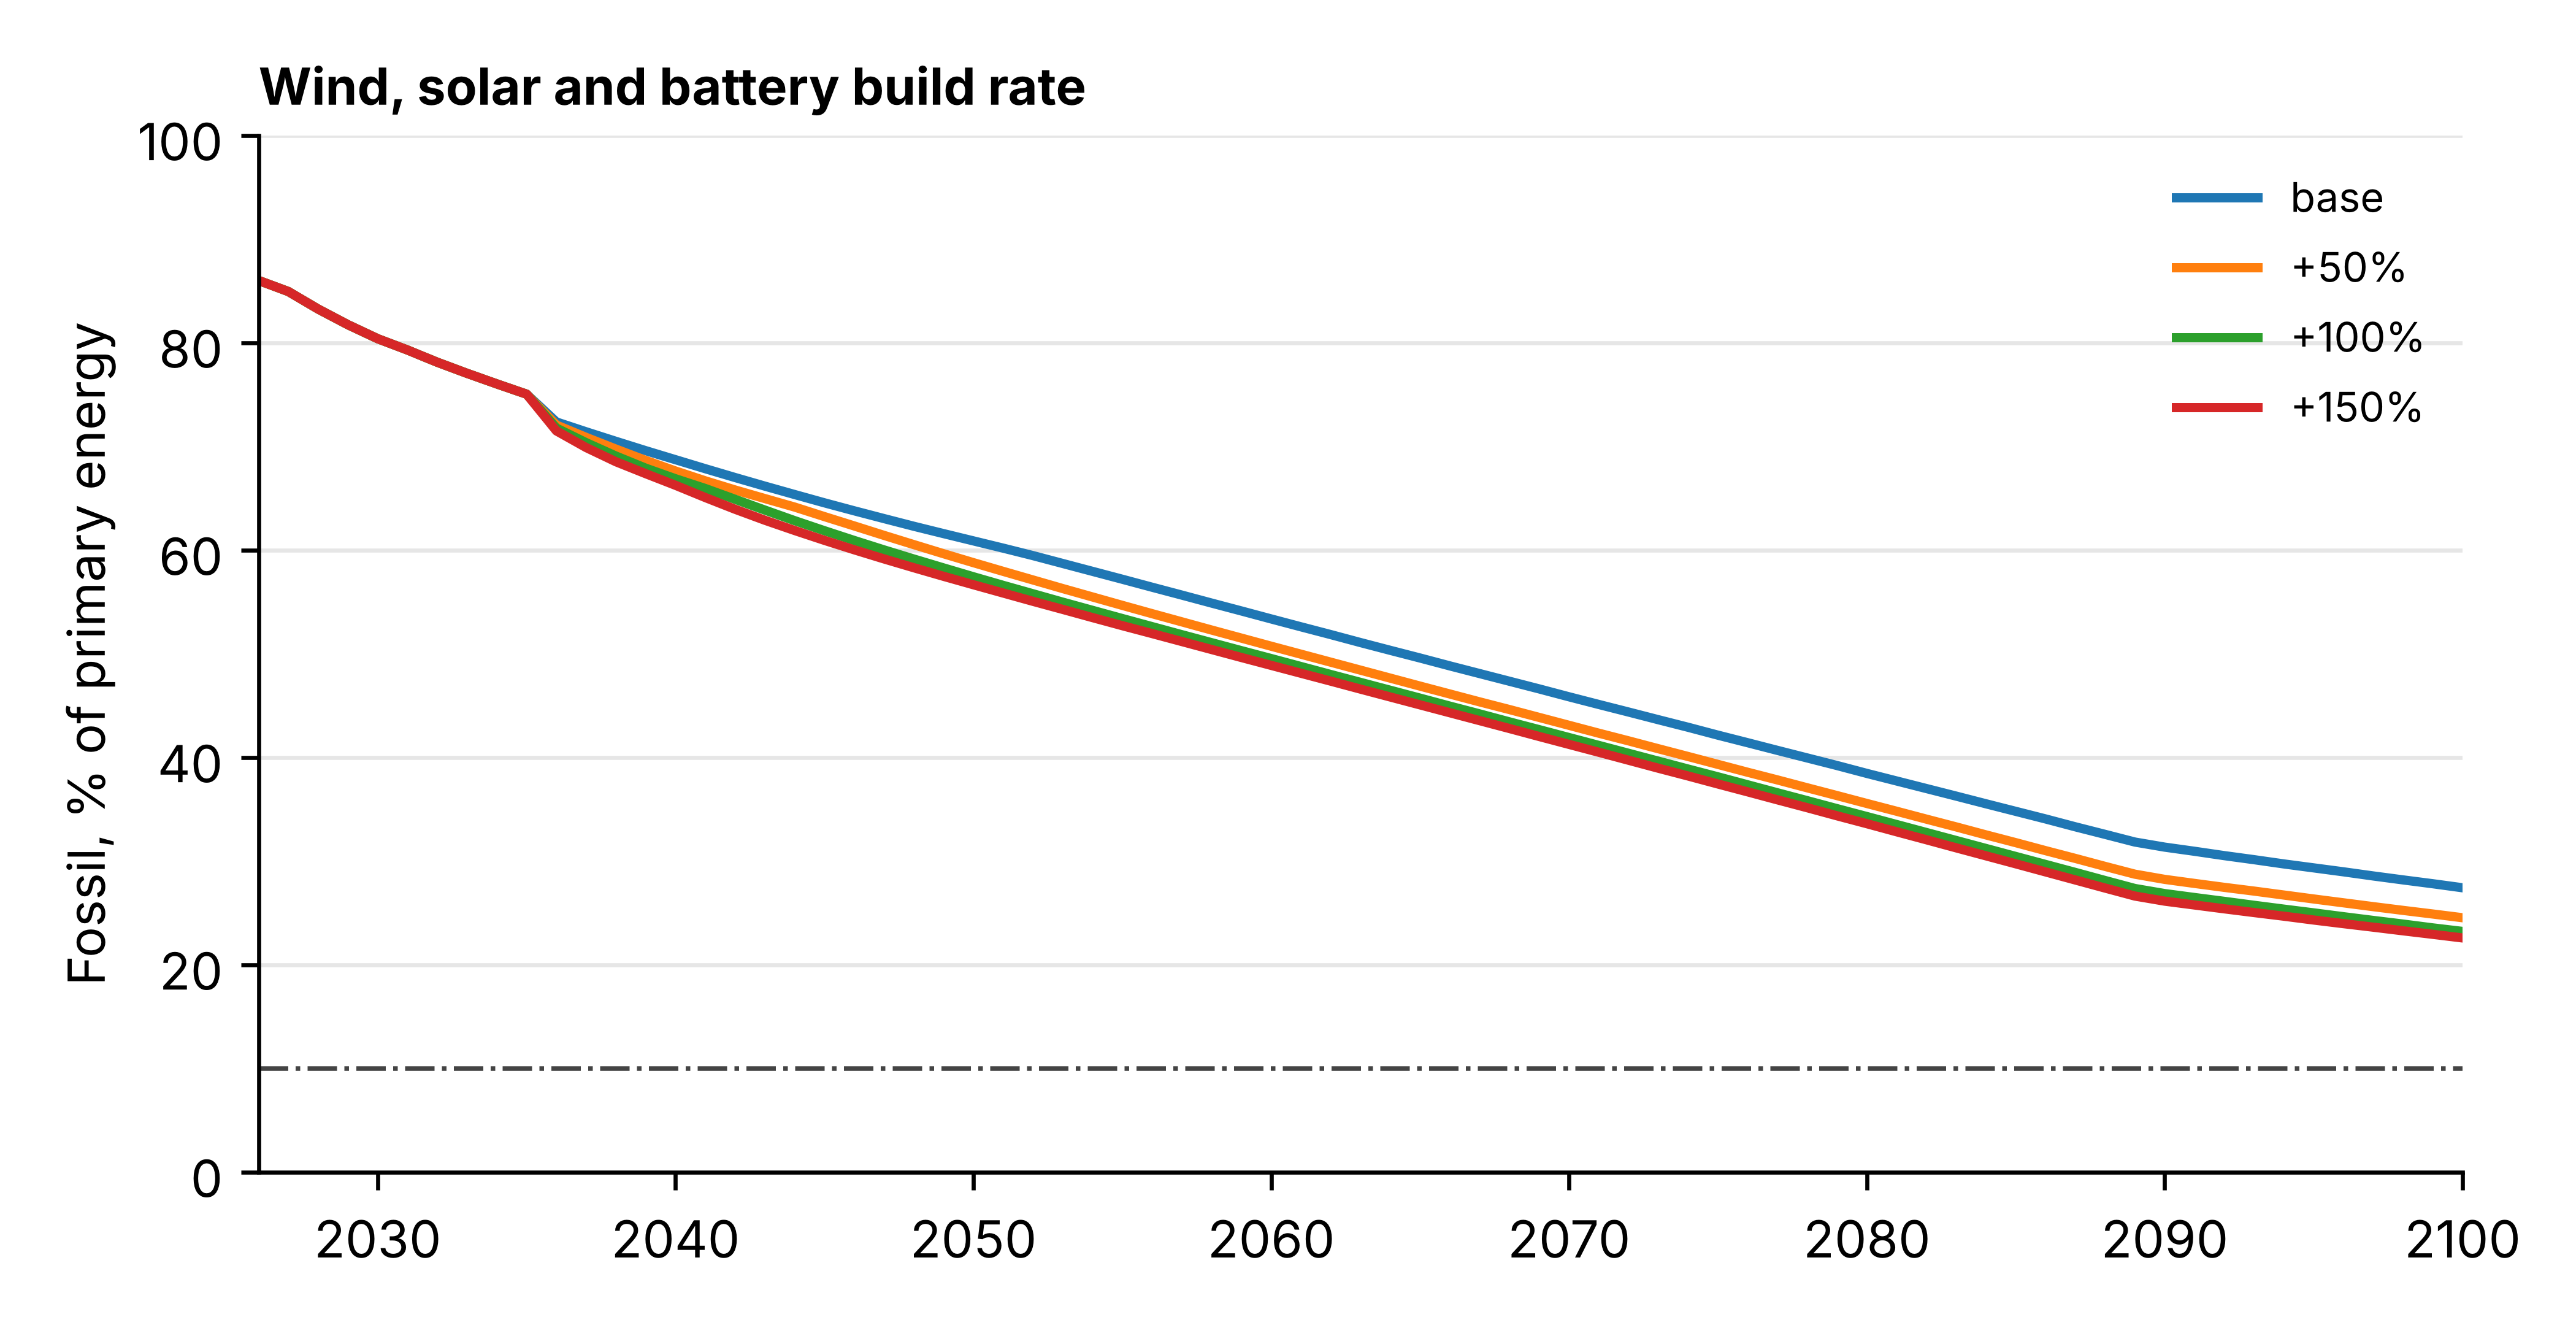 Wind, solar and battery build rate
Fossil, % of primary energy
100
80
60
40
20
0
base
+50%
+100%
+150%
2030 2040 2050 2060 2070 2080 2090 2100